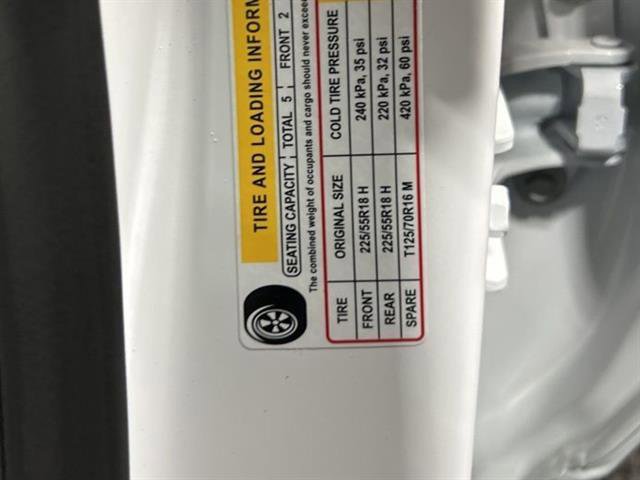 TIRE AND LOADING INFORM
SEATING CAPACITY TOTAL 5 FRONT 2
The combined weight of occupants and cargo should never excee
TIRE ORIGINAL SIZE COLD TIRE PRESSURE
FRONT 225/55R18 H 240 kPa, 35 psi
REAR 225/55R18 H 220 kPa, 32 psi
SPARE T125/70R16 M 420 kPa, 60 psi